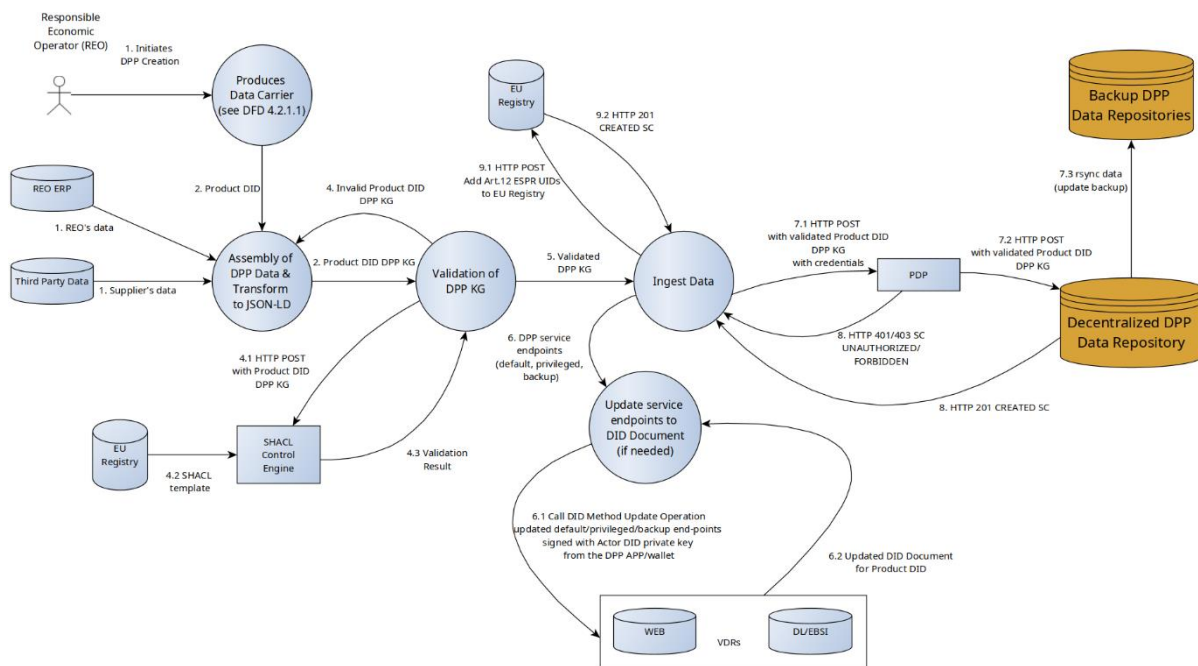 Responsible
Economic
Operator (REO)
1. Initiates
DPP Creation
Produces
Data Carrier
(see DFD 4.2.1.1)
EU
Registry
9.2 HTTP 201
CREATED SC
Backup DPP
Data Repositories
9.1 HTTP POST
Add Art.12 ESPR UIDs
to EU Registry
7.3 rsync data
(update backup)
REO ERP
2. Product DID
4. Invalid Product DID
DPP KG
1. REO's data
7.1 HTTP POST
with validated Product DID
DPP KG
with credentials
7.2 HTTP POST
with validated Product DID
DPP KG
Third Party Data
1. Supplier's data
Assembly of
DPP Data &
Transform
to JSON-LD
2. Product DID DPP KG
Validation of
DPP KG
5. Validated
DPP KG
Ingest Data
PDP
Decentralized DPP
Data Repository
8. HTTP 401/403 SC
UNAUTHORIZED/
FORBIDDEN
6. DPP service
endpoints
(default, privileged,
backup)
4.1 HTTP POST
with Product DID
DPP KG
8. HTTP 201 CREATED SC
Update service
endpoints to
DID Document
(if needed)
EU
Registry
4.2 SHACL
template
SHACL
Control
Engine
4.3 Validation
Result
6.1 Call DID Method Update Operation
updated default/privileged/backup end-points
signed with Actor DID private key
from the DPP APP/wallet
6.2 Updated DID Document
for Product DID
WEB
VDRs
DL/EBSI